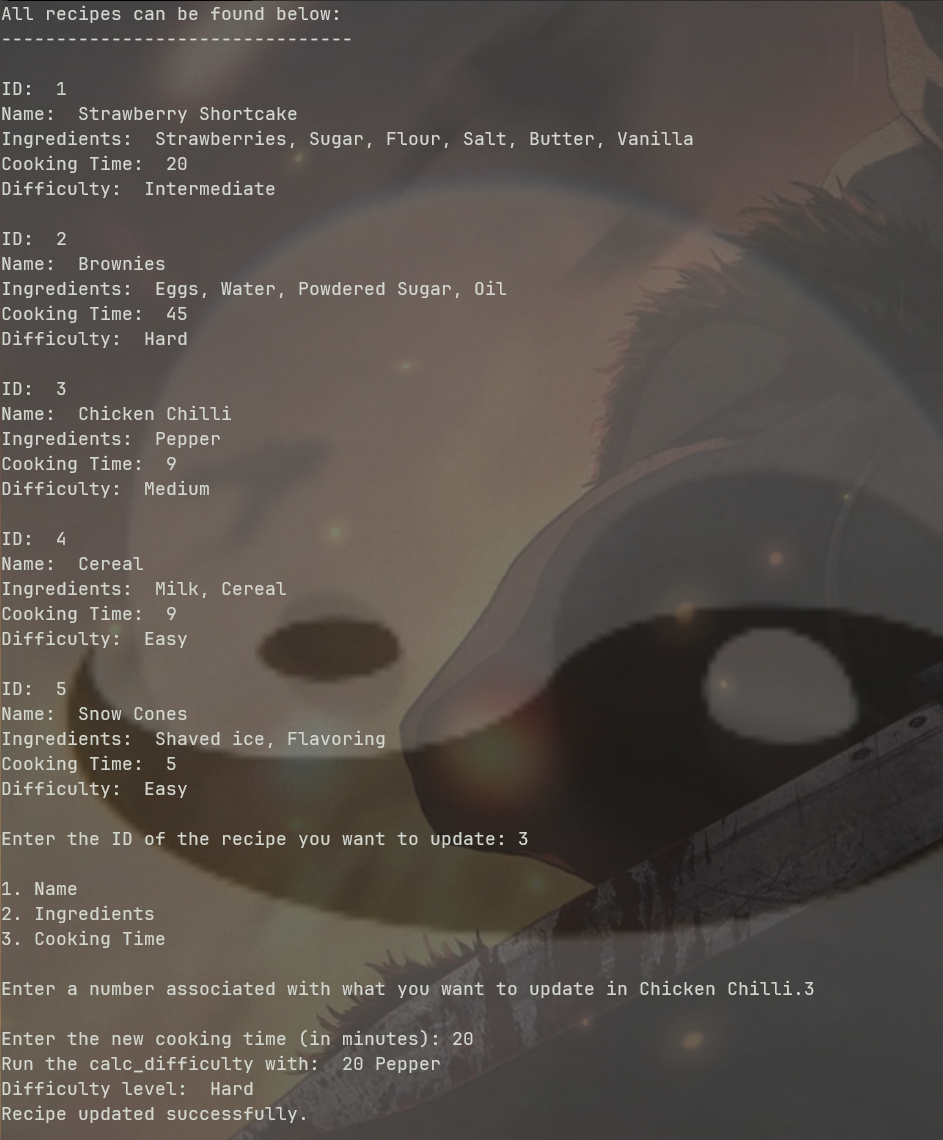 All recipes can be found below:
--------------------------------
ID:  1
Name:  Strawberry Shortcake
Ingredients:  Strawberries, Sugar, Flour, Salt, Butter, Vanilla
Cooking Time:  20
Difficulty:  Intermediate
ID:  2
Name:  Brownies
Ingredients:  Eggs, Water, Powdered Sugar, Oil
Cooking Time:  45
Difficulty:  Hard
ID:  3
Name:  Chicken Chilli
Ingredients:  Pepper
Cooking Time:  9
Difficulty:  Medium
ID:  4
Name:  Cereal
Ingredients:  Milk, Cereal
Cooking Time:  9
Difficulty:  Easy
ID:  5
Name:  Snow Cones
Ingredients:  Shaved ice, Flavoring
Cooking Time:  5
Difficulty:  Easy
Enter the ID of the recipe you want to update: 3
1. Name
2. Ingredients
3. Cooking Time
Enter a number associated with what you want to update in Chicken Chilli.3
Enter the new cooking time (in minutes): 20
Run the calc_difficulty with:  20 Pepper
Difficulty level:  Hard
Recipe updated successfully.